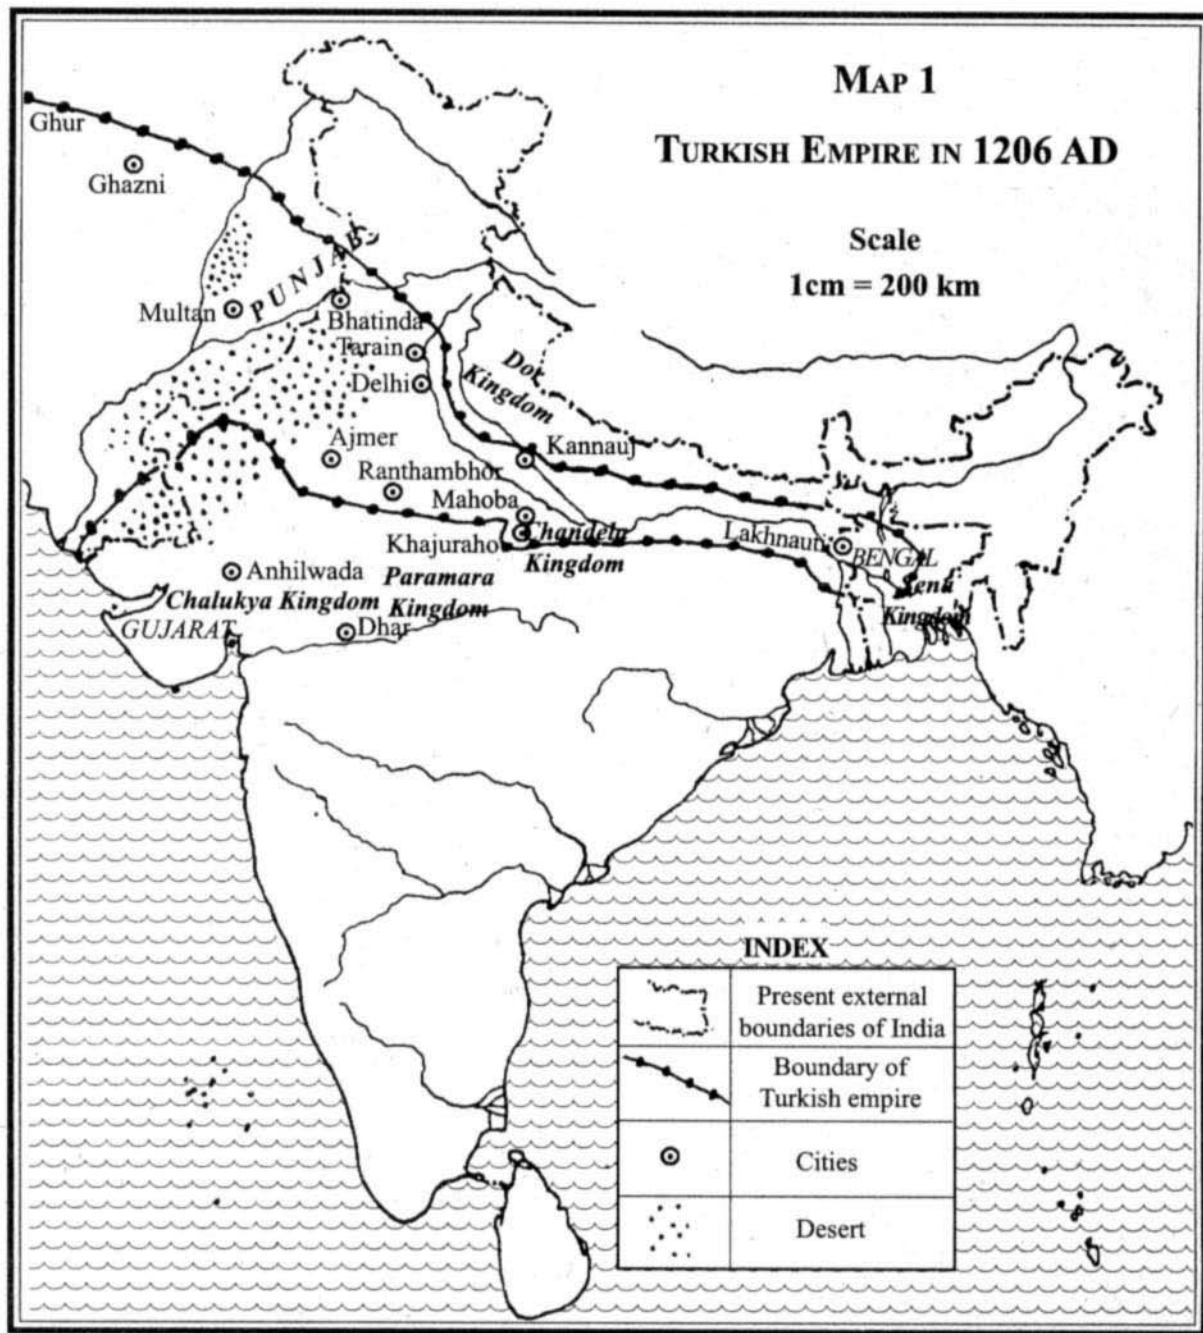 MAP 1
TURKISH EMPIRE IN 1206 AD
Scale
1cm = 200 km
Ghur
Ghazni
PUNJAB
Multan
Bhatinda
Tarain
Delhi
Dor
Kingdom
Ajmer
Kannauj
Ranthambhor
Mahoba
Khajuraho
Chandela
Kingdom
Lakhnauti
BENGAL
Sena
Kingdom
Anhilwada
Paramara
Kingdom
Chalukya Kingdom
GUJARAT
Dhar
INDEX
Present external
boundaries of India
Boundary of
Turkish empire
Cities
Desert